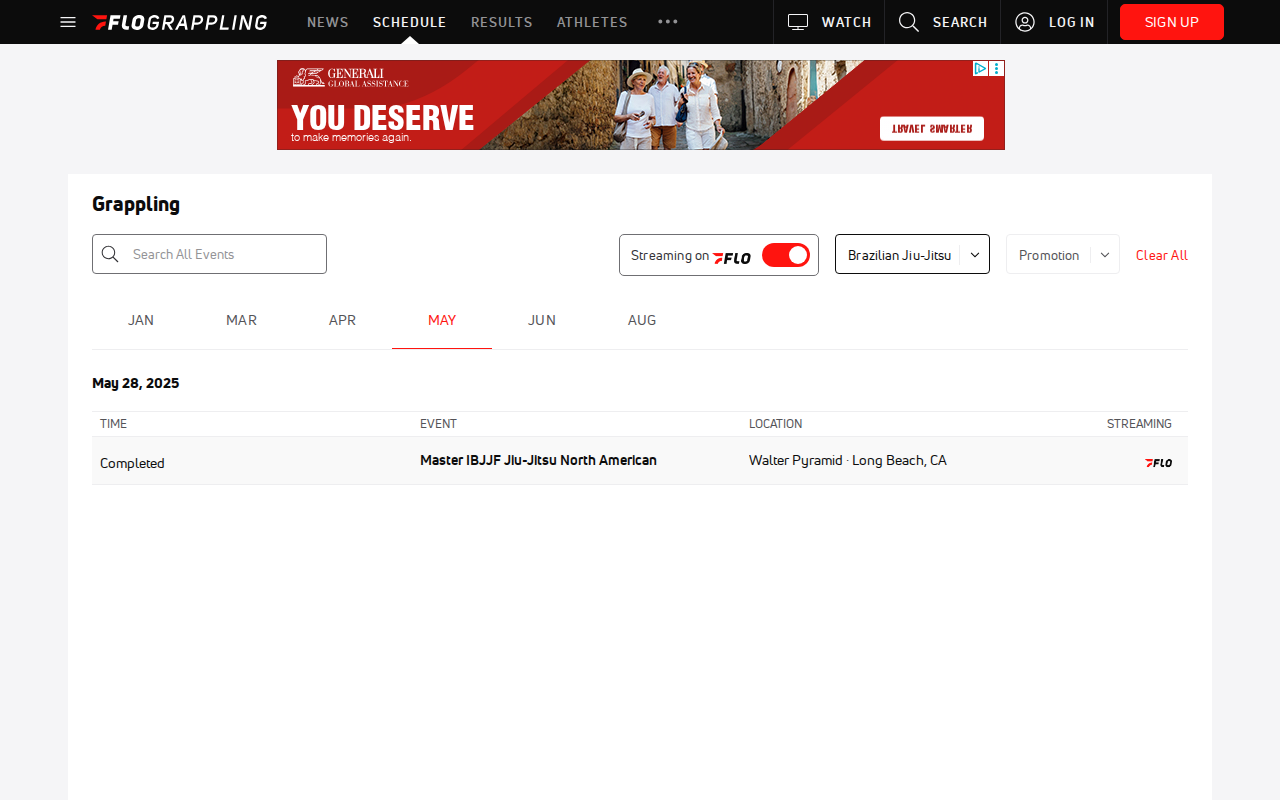 FLOGRAPPLING NEWS SCHEDULE RESULTS ATHLETES WATCH SEARCH LOG IN SIGN UP
GENERALI
GLOBAL ASSISTANCE
YOU DESERVE
to make memories again.
TRAVEL SMARTER
Grappling
Search All Events Streaming on FLO Brazilian Jiu-Jitsu Promotion Clear All
JAN MAR APR MAY JUN AUG
May 28, 2025
TIME EVENT LOCATION STREAMING
Completed Master IBJJF Jiu-Jitsu North American Walter Pyramid · Long Beach, CA FLO